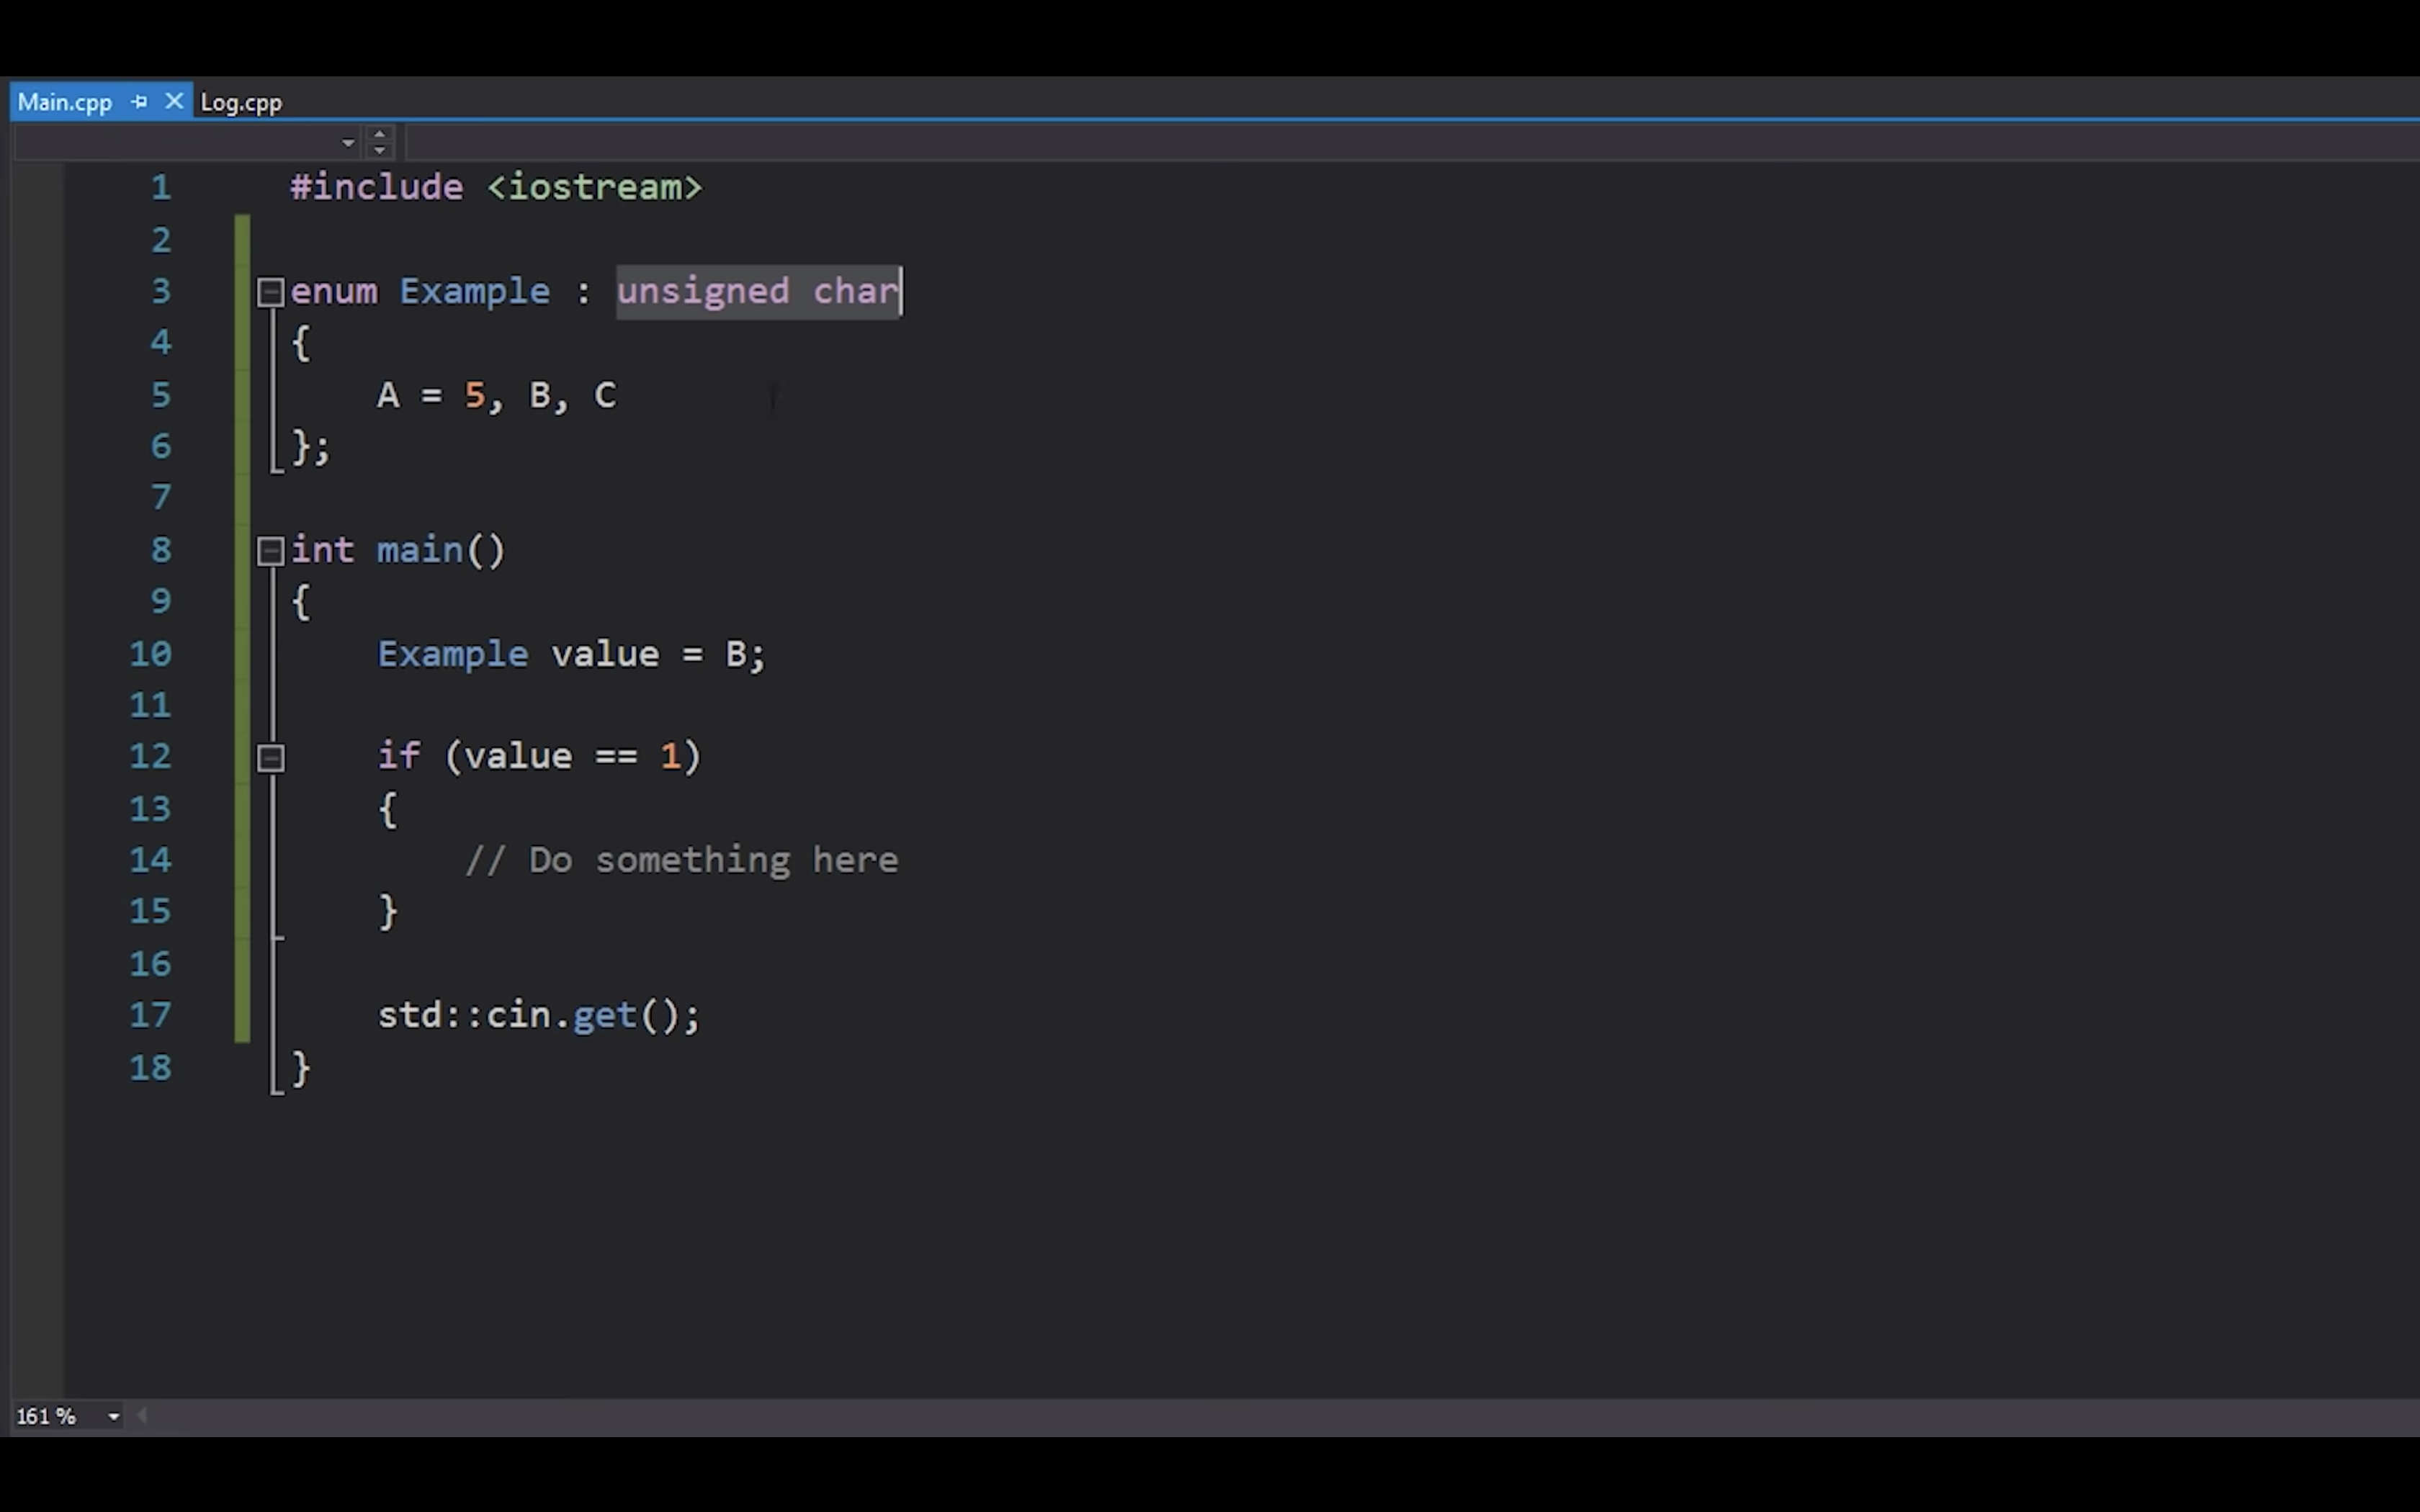 Main.cpp Log.cpp
1 #include <iostream>
2
3 enum Example : unsigned char
4 {
5     A = 5, B, C
6 };
7
8 int main()
9 {
10     Example value = B;
11
12     if (value == 1)
13     {
14         // Do something here
15     }
16
17     std::cin.get();
18 }
161 %